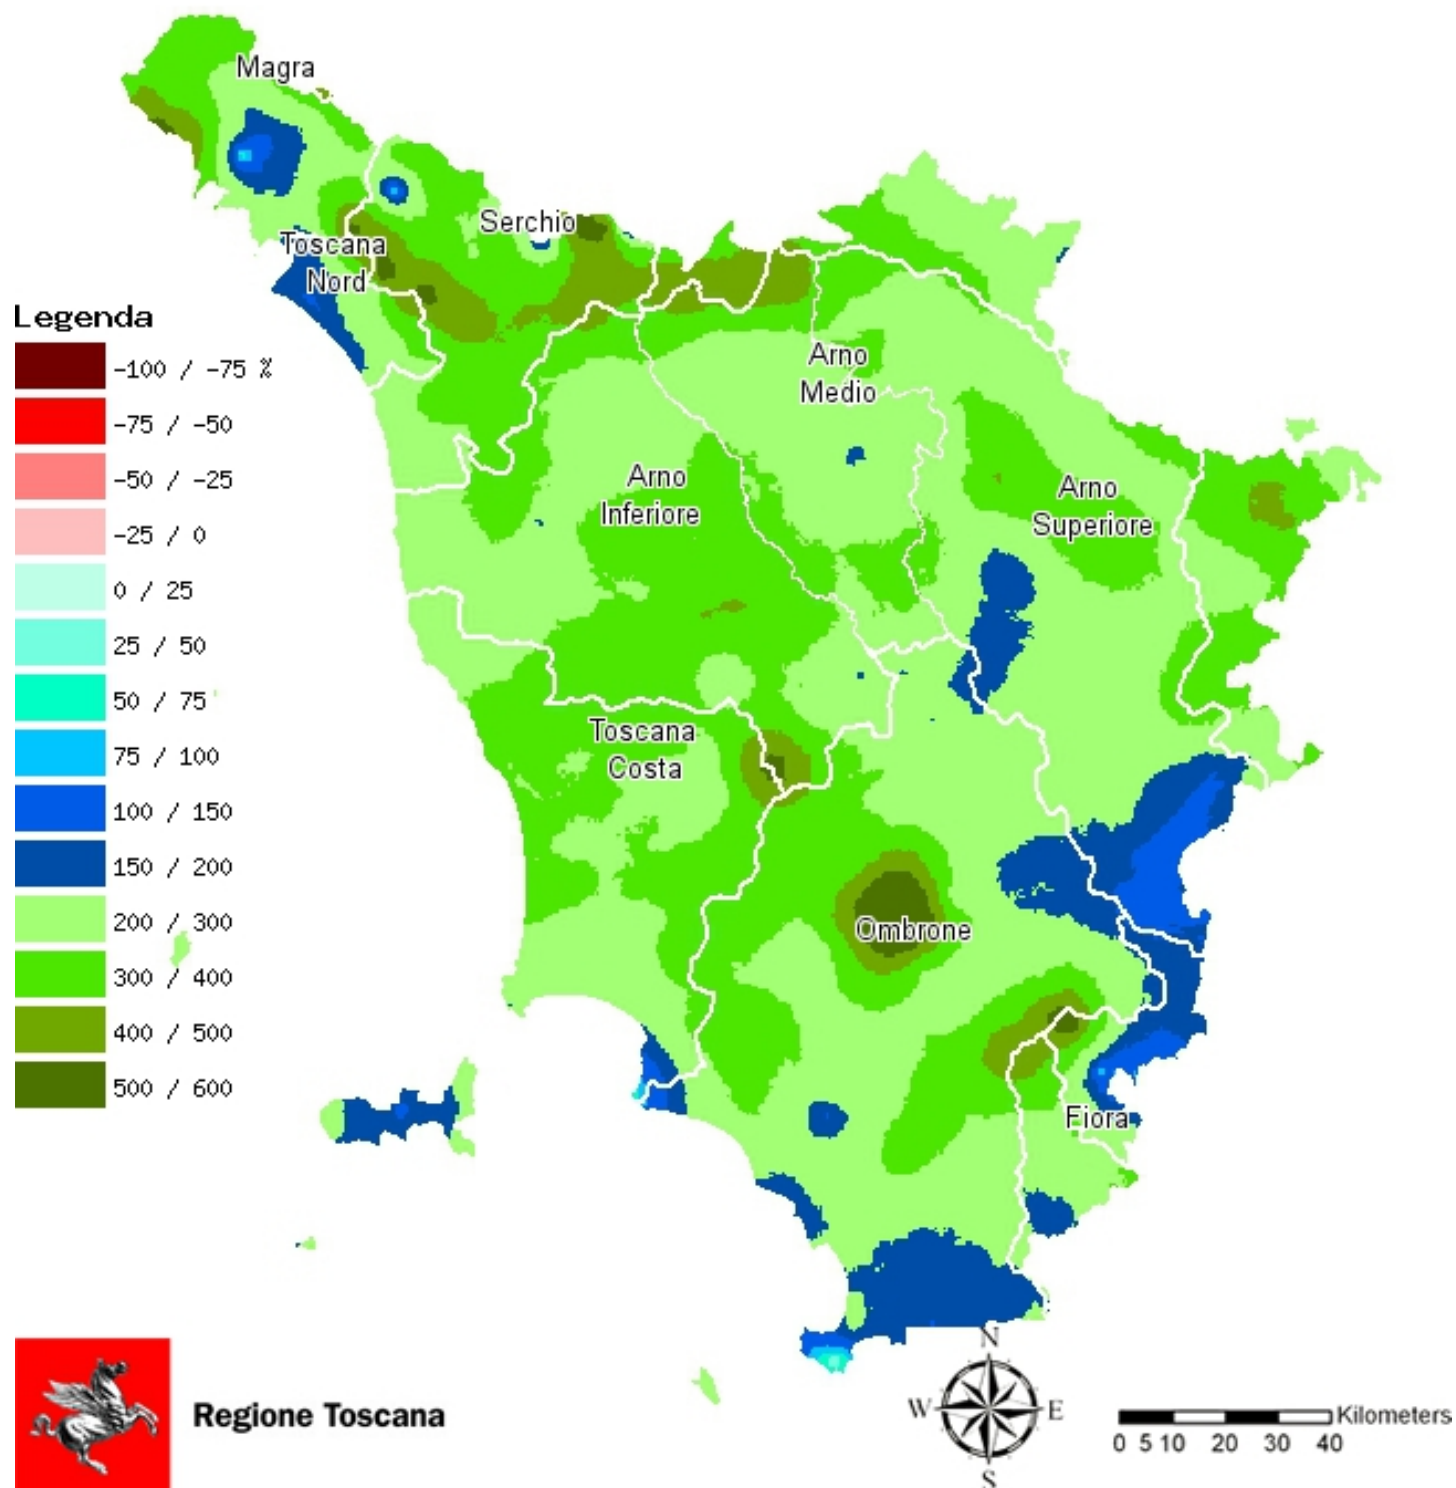 Magra
Serchio
Toscana
Nord
Legenda
-100 / -75 %
-75 / -50
-50 / -25
-25 / 0
0 / 25
25 / 50
50 / 75
75 / 100
100 / 150
150 / 200
200 / 300
300 / 400
400 / 500
500 / 600
Arno
Medio
Arno
Inferiore
Arno
Superiore
Toscana
Costa
Ombrone
Fiora
Regione Toscana
N
W E
S
Kilometers
0 5 10 20 30 40